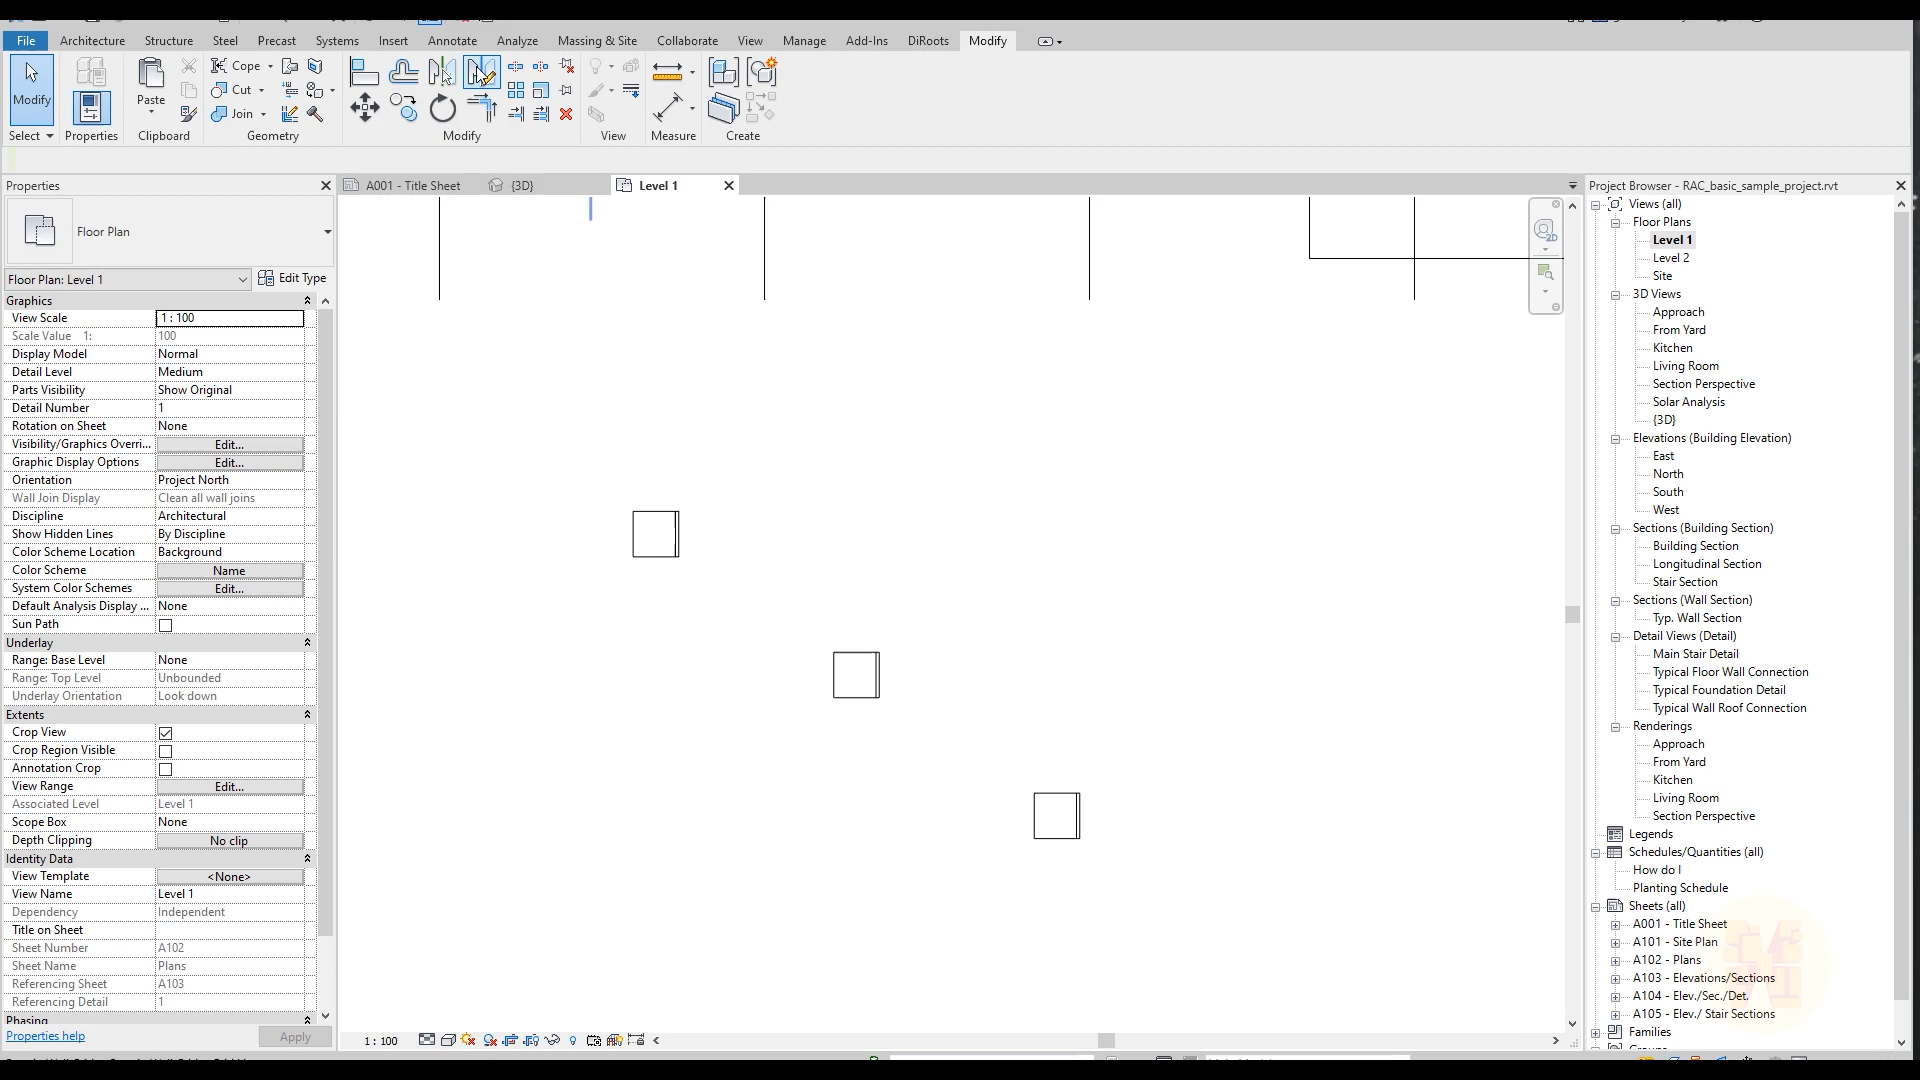 File Architecture Structure Steel Precast Systems Insert Annotate Analyze Massing & Site Collaborate View Manage Add-Ins DiRoots Modify
Modify
Paste
Cope
Cut
Join
Select Properties Clipboard Geometry Modify View Measure Create
Properties
A001 - Title Sheet
{3D}
Level 1
Project Browser - RAC_basic_sample_project.rvt
Floor Plan
Floor Plan: Level 1
Edit Type
Graphics
View Scale 1 : 100
Scale Value 1: 100
Display Model Normal
Detail Level Medium
Parts Visibility Show Original
Detail Number 1
Rotation on Sheet None
Visibility/Graphics Overri... Edit...
Graphic Display Options Edit...
Orientation Project North
Wall Join Display Clean all wall joins
Discipline Architectural
Show Hidden Lines By Discipline
Color Scheme Location Background
Color Scheme Name
System Color Schemes Edit...
Default Analysis Display ... None
Sun Path
Underlay
Range: Base Level None
Range: Top Level Unbounded
Underlay Orientation Look down
Extents
Crop View
Crop Region Visible
Annotation Crop
View Range Edit...
Associated Level Level 1
Scope Box None
Depth Clipping No clip
Identity Data
View Template <None>
View Name Level 1
Dependency Independent
Title on Sheet
Sheet Number A102
Sheet Name Plans
Referencing Sheet A103
Referencing Detail 1
Phasing
Properties help
Apply
1 : 100
2D
Views (all)
Floor Plans
Level 1
Level 2
Site
3D Views
Approach
From Yard
Kitchen
Living Room
Section Perspective
Solar Analysis
{3D}
Elevations (Building Elevation)
East
North
South
West
Sections (Building Section)
Building Section
Longitudinal Section
Stair Section
Sections (Wall Section)
Typ. Wall Section
Detail Views (Detail)
Main Stair Detail
Typical Floor Wall Connection
Typical Foundation Detail
Typical Wall Roof Connection
Renderings
Approach
From Yard
Kitchen
Living Room
Section Perspective
Legends
Schedules/Quantities (all)
How do I
Planting Schedule
Sheets (all)
A001 - Title Sheet
A101 - Site Plan
A102 - Plans
A103 - Elevations/Sections
A104 - Elev./Sec./Det.
A105 - Elev./ Stair Sections
Families